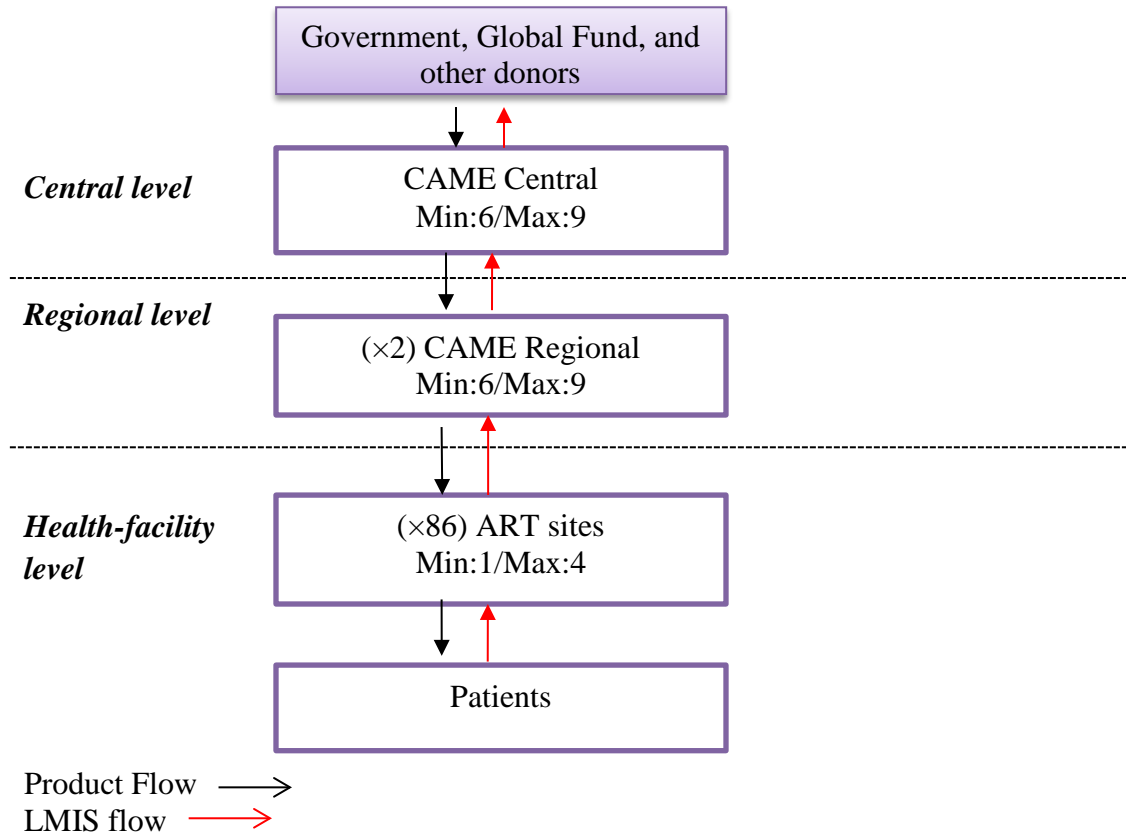 Government, Global Fund, and
other donors
Central level
CAME Central
Min:6/Max:9
Regional level
(×2) CAME Regional
Min:6/Max:9
Health-facility
level
(×86) ART sites
Min:1/Max:4
Patients
Product Flow
LMIS flow